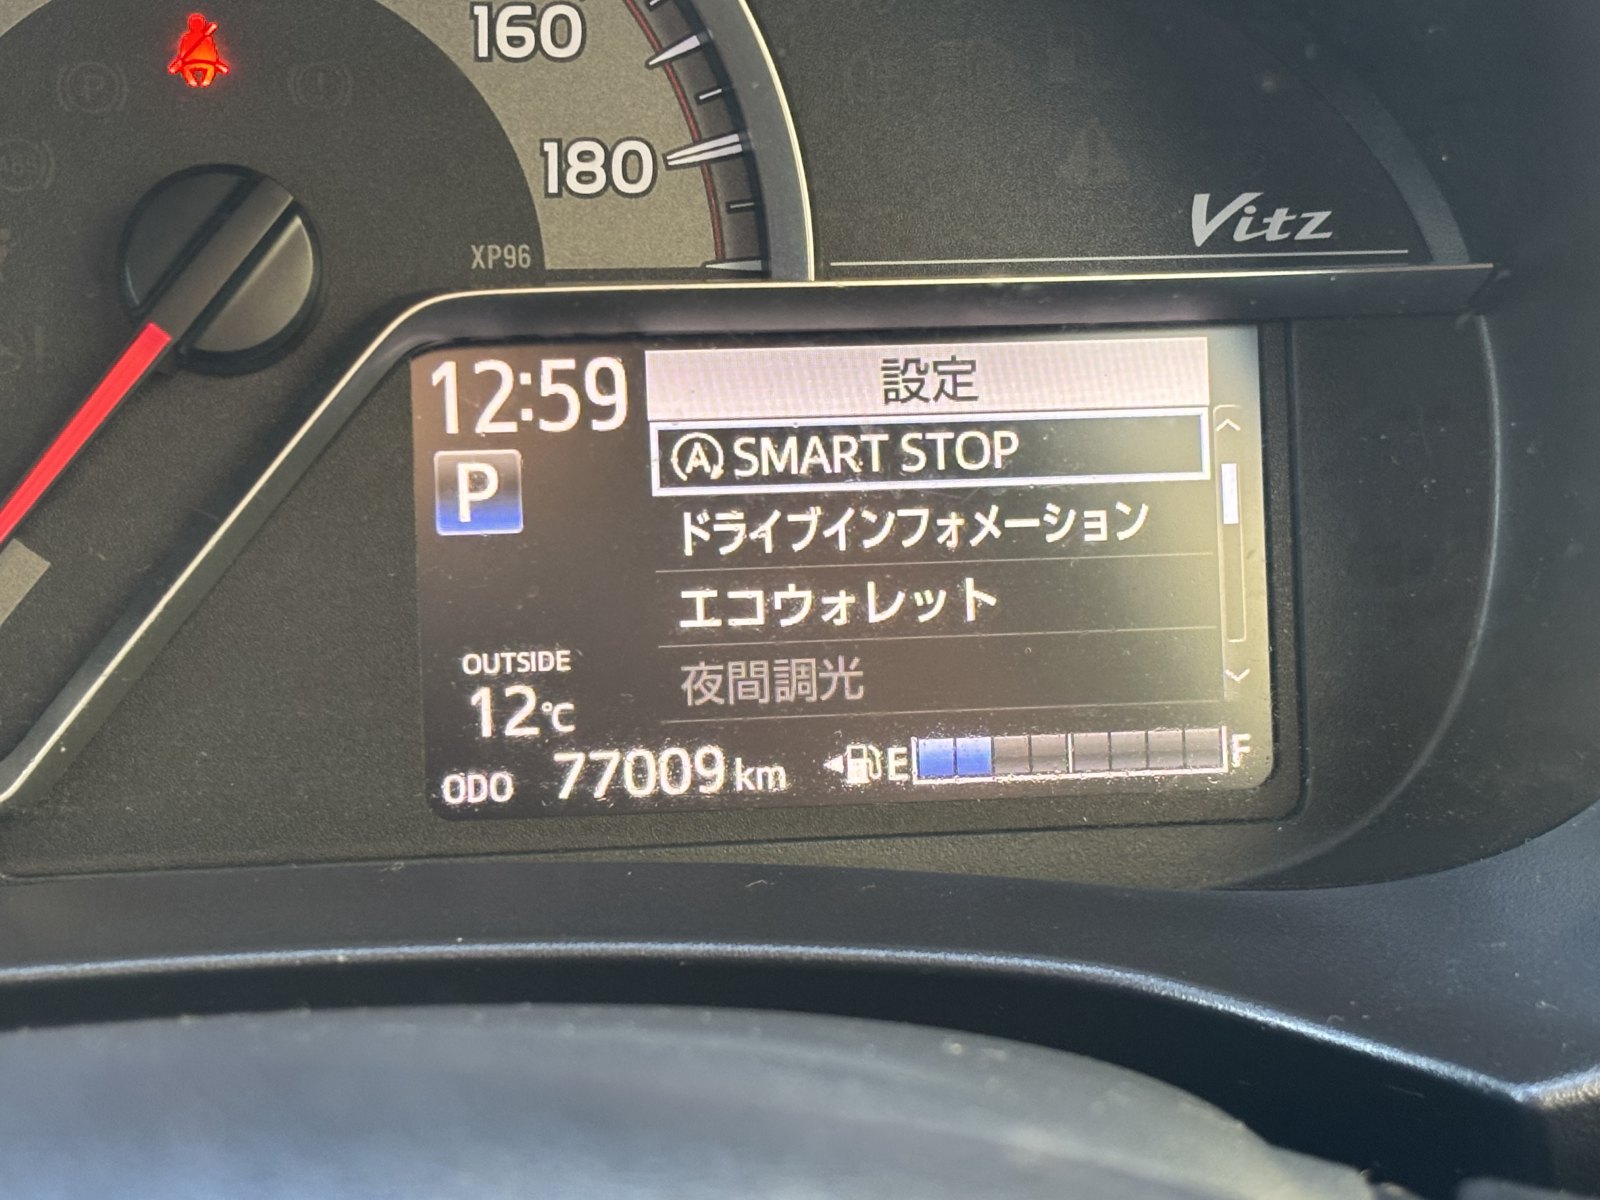 160
180
XP96
Vitz
12:59
設定
P
SMART STOP
ドライブインフォメーション
エコウォレット
夜間調光
OUTSIDE
12℃
ODO 77009 km
E F